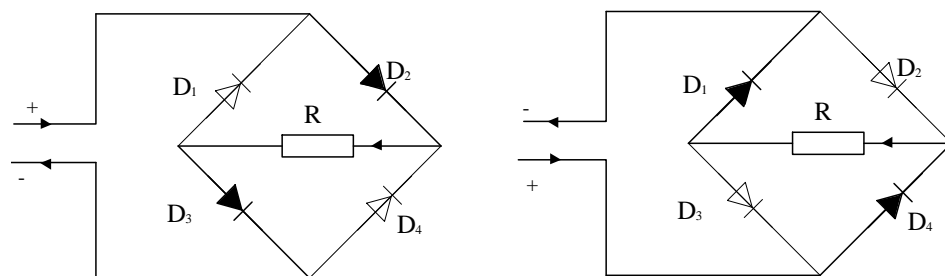 +
-
D₁
D₂
R
D₃
D₄
-
+
D₁
D₂
R
D₃
D₄